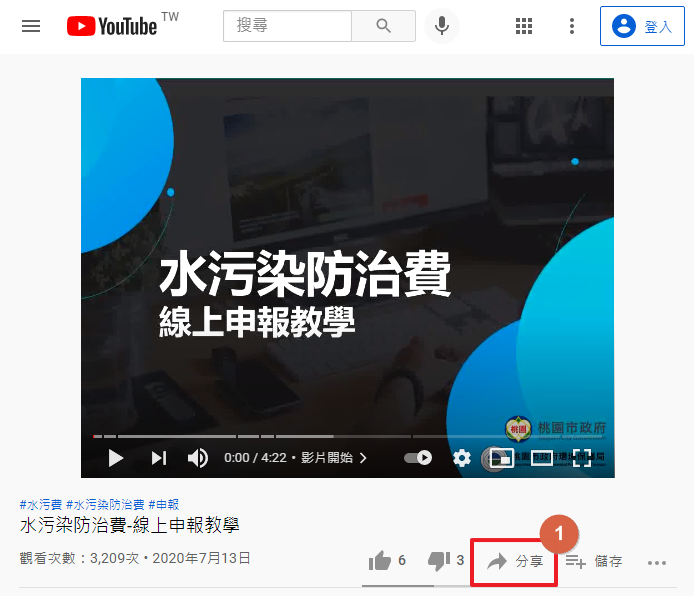 YouTube TW
搜尋
登入
水污染防治費
線上申報教學
桃園
桃園市政府
0:00 / 4:22 • 影片開始
#水污費 #水污染防治費 #申報
水污染防治費-線上申報教學
觀看次數：3,209次 • 2020年7月13日
6
3
分享
1
儲存